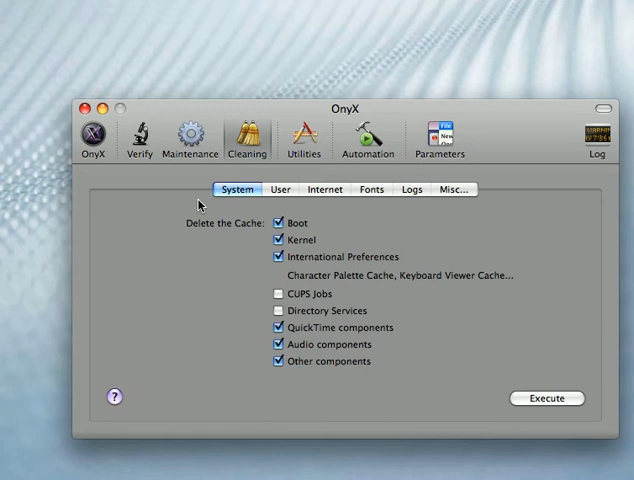 OnyX
OnyX Verify Maintenance Cleaning Utilities Automation Parameters Log
System User Internet Fonts Logs Misc...
Delete the Cache: Boot
Kernel
International Preferences
Character Palette Cache, Keyboard Viewer Cache...
CUPS Jobs
Directory Services
QuickTime components
Audio components
Other components
? Execute